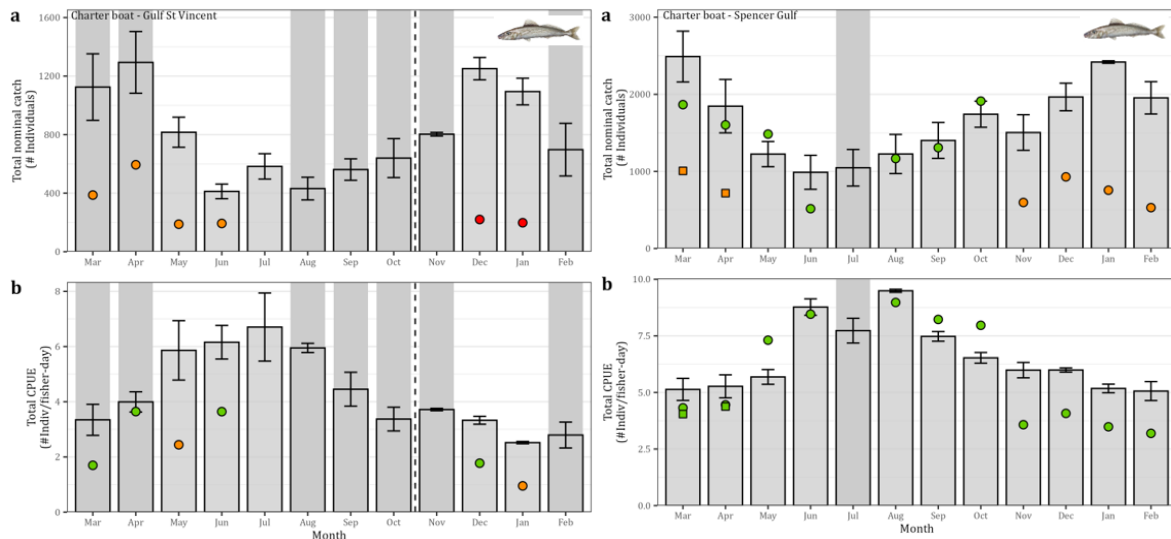 a
Charter boat - Gulf St Vincent
Total nominal catch
(# Individuals)
1600
1200
800
400
0
Mar Apr May Jun Jul Aug Sep Oct Nov Dec Jan Feb
b
Total CPUE
(#Indiv/fisher-day)
8
6
4
2
0
Mar Apr May Jun Jul Aug Sep Oct Nov Dec Jan Feb
Month
a
Charter boat - Spencer Gulf
Total nominal catch
(# Individuals)
3000
2000
1000
0
Mar Apr May Jun Jul Aug Sep Oct Nov Dec Jan Feb
b
Total CPUE
(#Indiv/fisher-day)
10.0
7.5
5.0
2.5
0.0
Mar Apr May Jun Jul Aug Sep Oct Nov Dec Jan Feb
Month